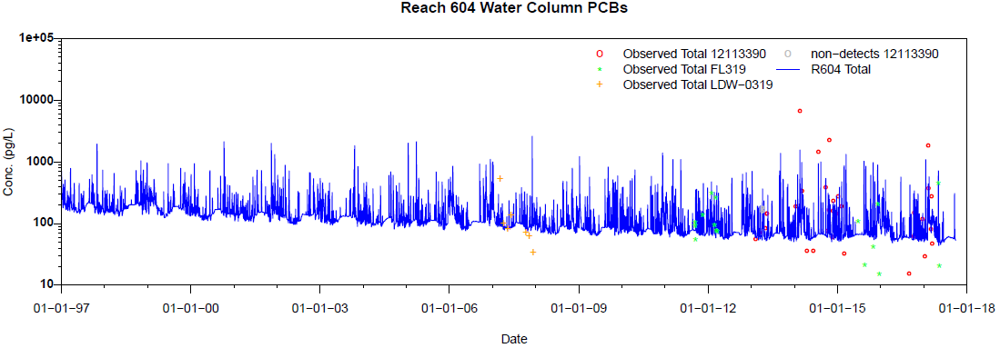 Reach 604 Water Column PCBs
1e+05
10000
1000
100
10
Conc. (pg/L)
Observed Total 12113390
Observed Total FL319
Observed Total LDW−0319
non−detects 12113390
R604 Total
01−01−97
01−01−00
01−01−03
01−01−06
01−01−09
01−01−12
01−01−15
01−01−18
Date